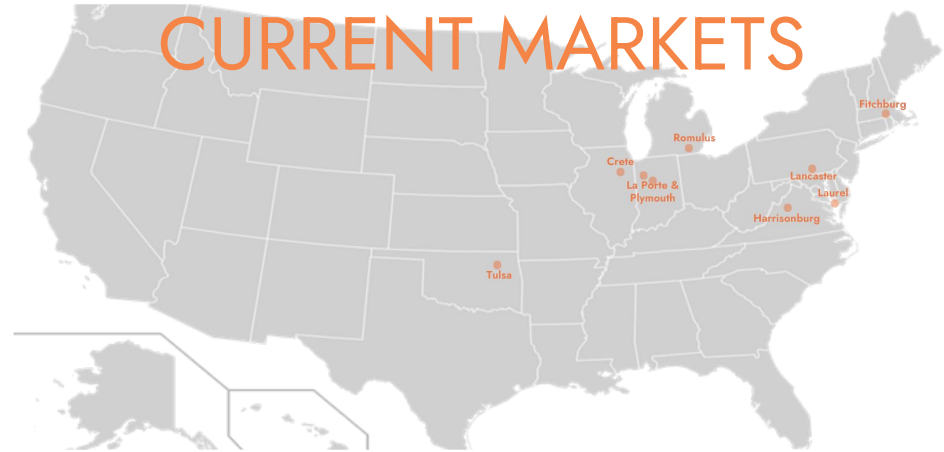 CURRENT MARKETS
Fitchburg
Romulus
Crete
Lancaster
La Porte &
Plymouth
Laurel
Harrisonburg
Tulsa